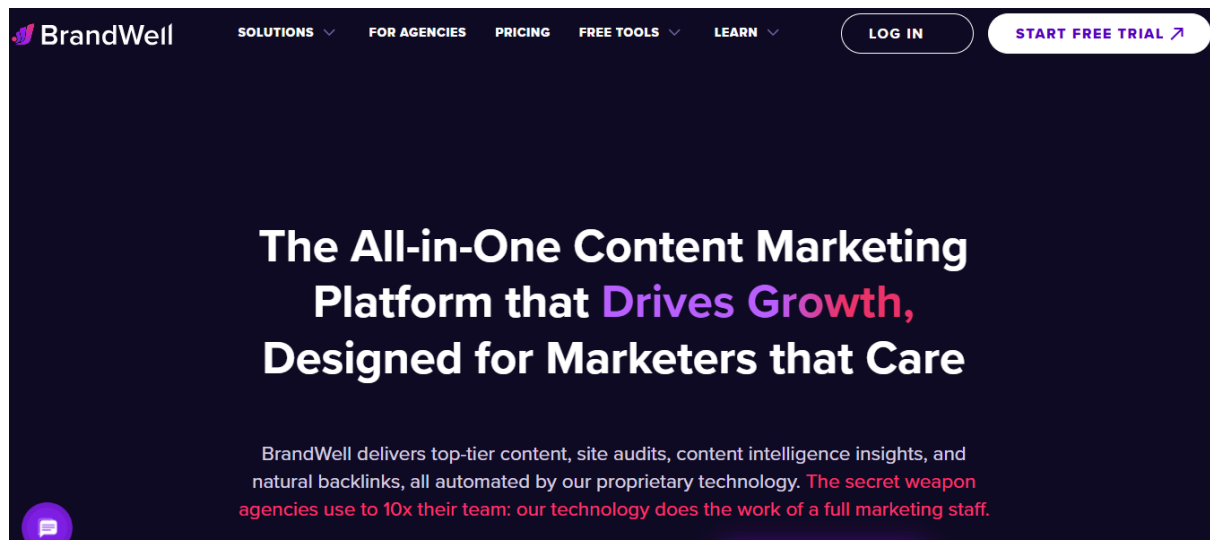 BrandWell
SOLUTIONS
FOR AGENCIES
PRICING
FREE TOOLS
LEARN
LOG IN
START FREE TRIAL
The All-in-One Content Marketing
Platform that Drives Growth,
Designed for Marketers that Care
BrandWell delivers top-tier content, site audits, content intelligence insights, and
natural backlinks, all automated by our proprietary technology. The secret weapon
agencies use to 10x their team: our technology does the work of a full marketing staff.